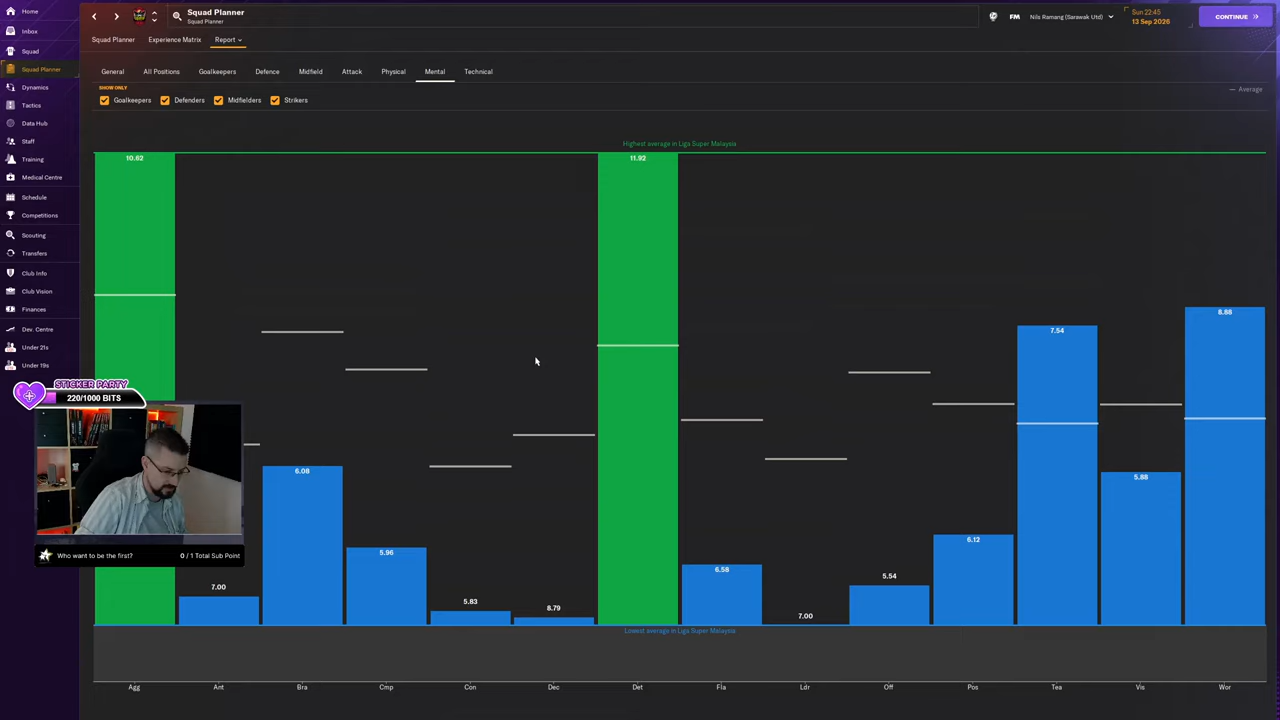 Home
Squad Planner
Squad Planner
FM
Nils Ramang (Sarawak Utd)
Sun 22:45
13 Sep 2026
CONTINUE
Inbox
Squad
Squad Planner
Dynamics
Tactics
Data Hub
Staff
Training
Medical Centre
Schedule
Competitions
Scouting
Transfers
Club Info
Club Vision
Finances
Dev. Centre
Under 21s
Under 19s
Squad Planner Experience Matrix Report
General All Positions Goalkeepers Defence Midfield Attack Physical Mental Technical
SHOW ONLY
Goalkeepers Defenders Midfielders Strikers
Average
Highest average in Liga Super Malaysia
10.62
11.92
8.88
7.54
6.08
5.88
6.12
5.96
6.58
5.54
7.00
5.83
8.79
7.00
Lowest average in Liga Super Malaysia
Agg Ant Bra Cmp Con Dec Det Fla Ldr Off Pos Tea Vis Wor
STICKER PARTY
220/1000 BITS
Who want to be the first? 0 / 1 Total Sub Point